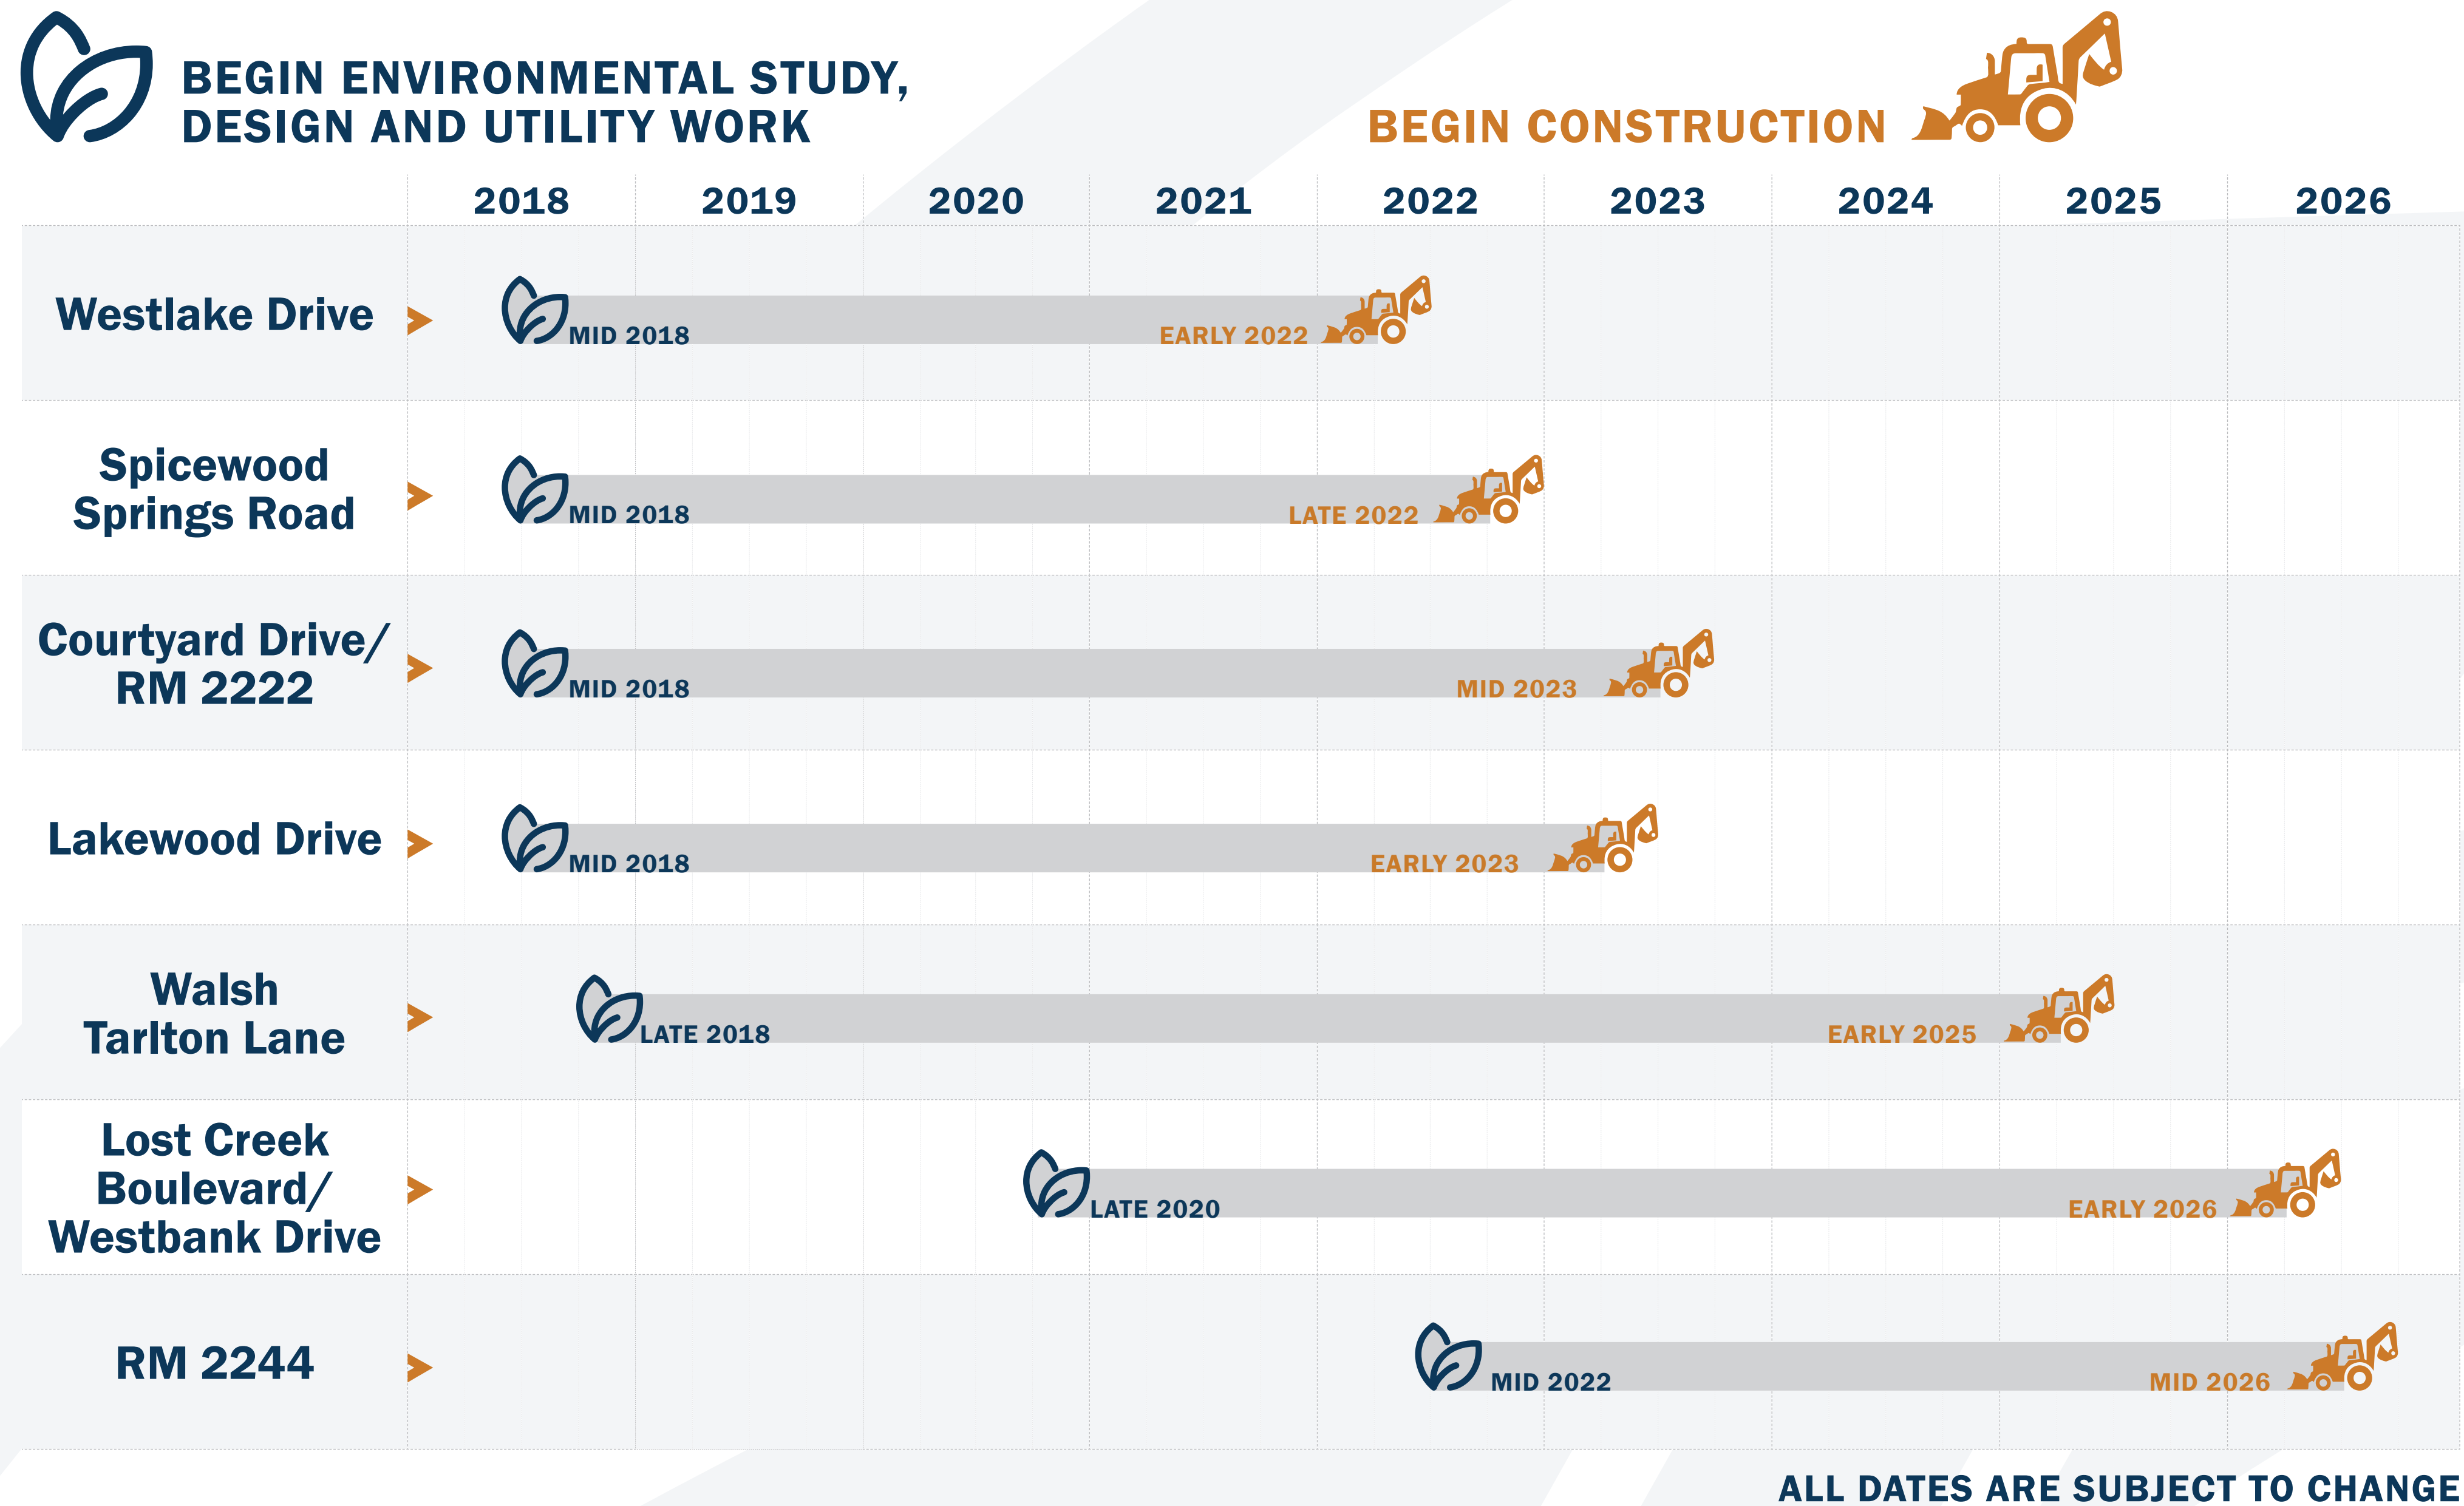 BEGIN ENVIRONMENTAL STUDY,
DESIGN AND UTILITY WORK
BEGIN CONSTRUCTION
2018 2019 2020 2021 2022 2023 2024 2025 2026
Westlake Drive
MID 2018
EARLY 2022
Spicewood
Springs Road
MID 2018
LATE 2022
Courtyard Drive/
RM 2222
MID 2018
MID 2023
Lakewood Drive
MID 2018
EARLY 2023
Walsh
Tarlton Lane
LATE 2018
EARLY 2025
Lost Creek
Boulevard/
Westbank Drive
LATE 2020
EARLY 2026
RM 2244
MID 2022
MID 2026
ALL DATES ARE SUBJECT TO CHANGE